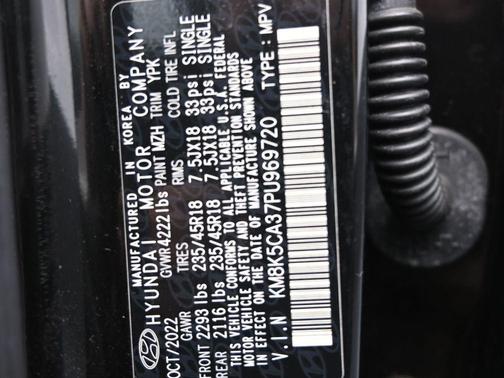 MANUFACTURED IN KOREA BY
HYUNDAI MOTOR COMPANY
OCT/2022 GVWR 4222 lbs PAINT MZH TRIM YPK
GAWR TIRES RIMS COLD TIRE INFL
FRONT 2293 lbs 235/45R18 7.5JX18 33psi SINGLE
REAR 2116 lbs 235/45R18 7.5JX18 33psi SINGLE
THIS VEHICLE CONFORMS TO ALL APPLICABLE U.S.A. FEDERAL
MOTOR VEHICLE SAFETY AND THEFT PREVENTION STANDARDS
IN EFFECT ON THE DATE OF MANUFACTURE SHOWN ABOVE
V.I.N KM8K5CA37PU969720 TYPE: MPV